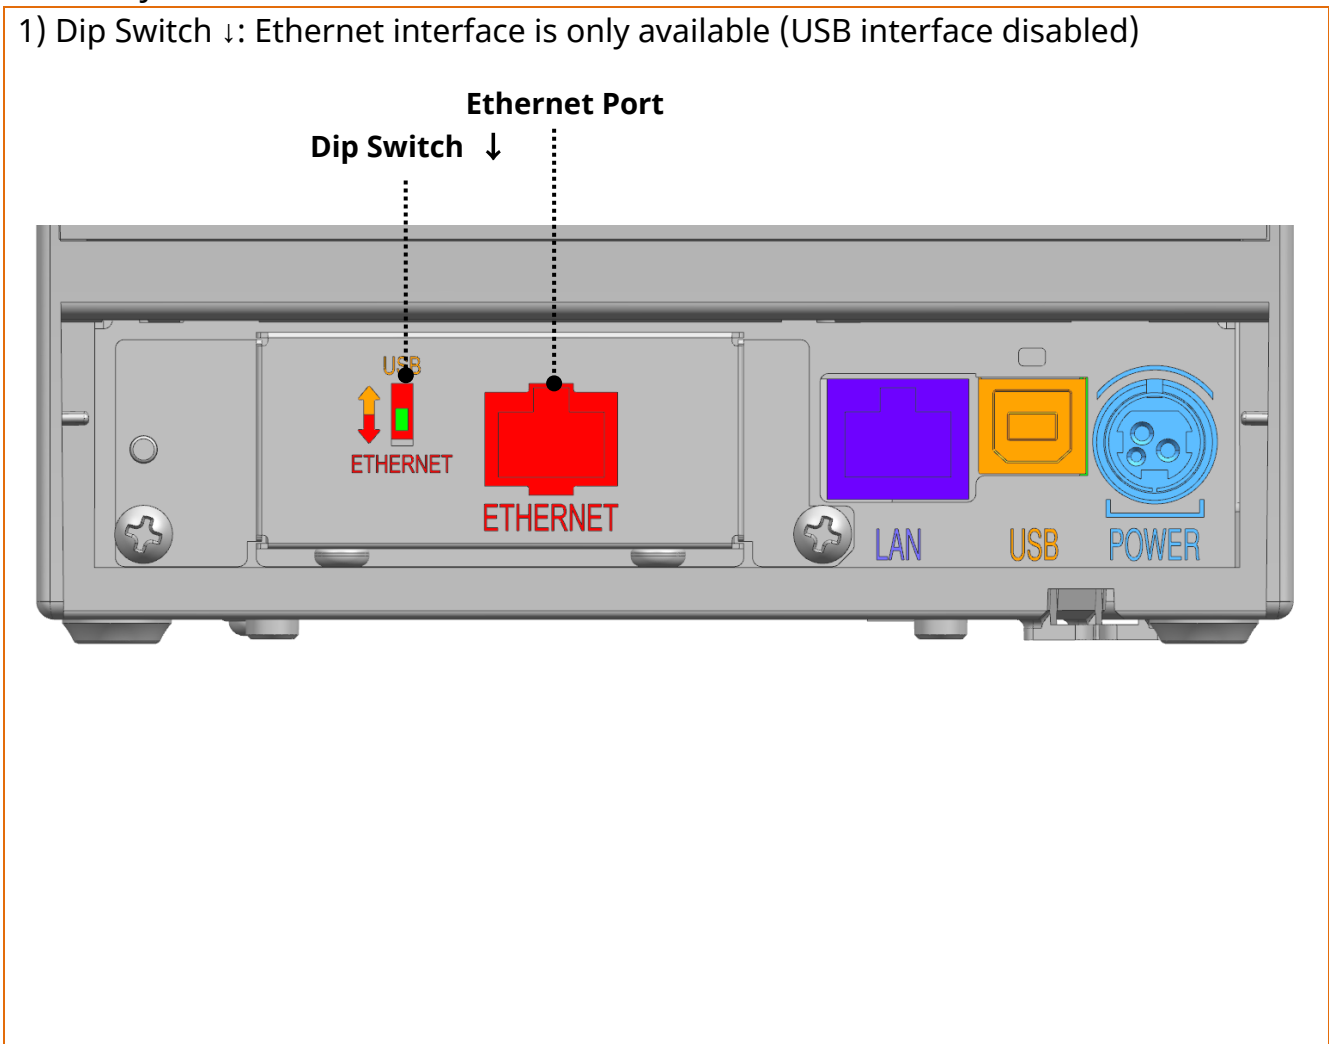 1) Dip Switch ↓: Ethernet interface is only available (USB interface disabled)
Ethernet Port
Dip Switch ↓
USB
ETHERNET
ETHERNET
LAN
USB
POWER